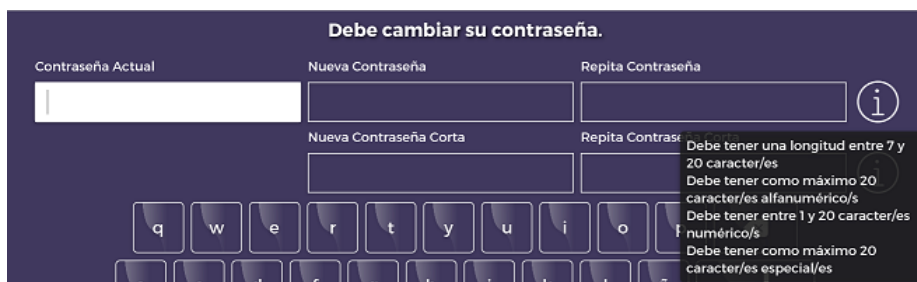 Debe cambiar su contraseña.
Contraseña Actual
Nueva Contraseña
Repita Contraseña
i
Nueva Contraseña Corta
Repita Contraseña Corta
Debe tener una longitud entre 7 y
20 caracter/es
Debe tener como máximo 20
caracter/es alfanumérico/s
Debe tener entre 1 y 20 caracter/es
numérico/s
Debe tener como máximo 20
caracter/es especial/es
q w e r t y u i o p